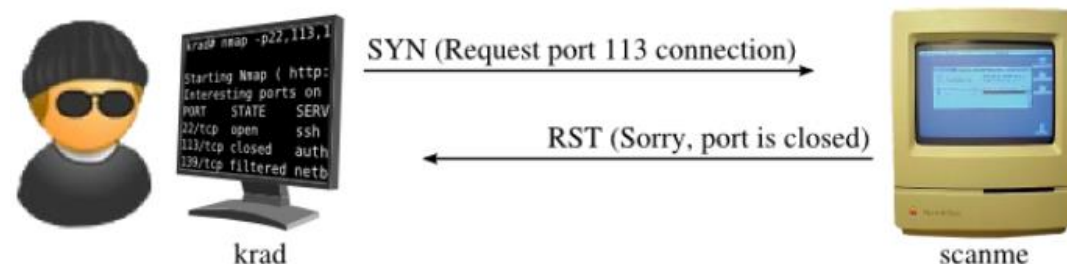 krad# nmap -p22,113,1
Starting Nmap ( http:
Interesting ports on
PORT STATE SERV
22/tcp open ssh
113/tcp closed auth
139/tcp filtered netb
SYN (Request port 113 connection)
RST (Sorry, port is closed)
krad
scanme